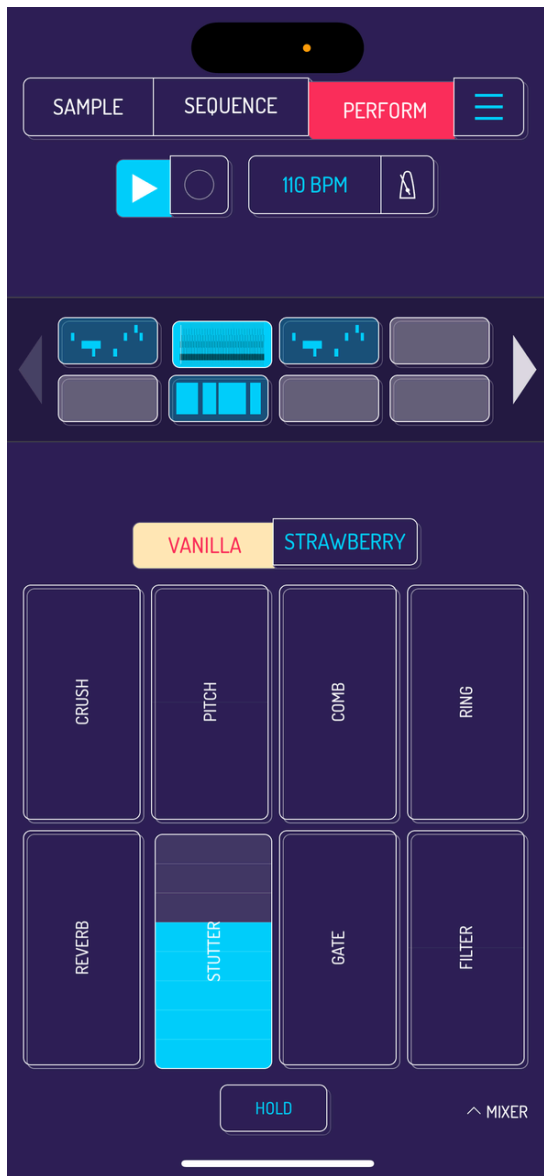 SAMPLE SEQUENCE PERFORM
110 BPM
VANILLA STRAWBERRY
CRUSH PITCH COMB RING
REVERB STUTTER GATE FILTER
HOLD MIXER